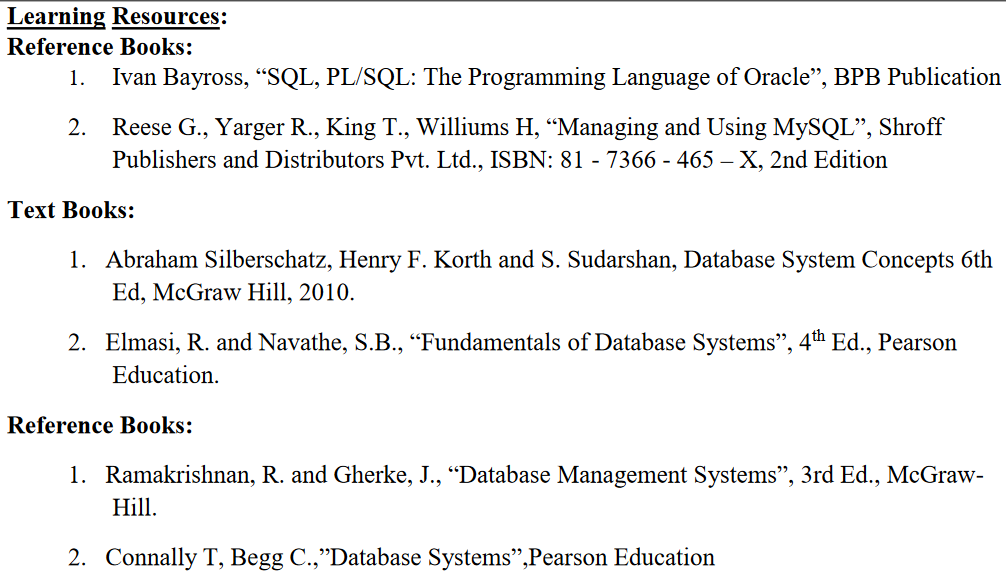 Learning Resources:
Reference Books:
1. Ivan Bayross, “SQL, PL/SQL: The Programming Language of Oracle”, BPB Publication
2. Reese G., Yarger R., King T., Williums H, “Managing and Using MySQL”, Shroff
Publishers and Distributors Pvt. Ltd., ISBN: 81 - 7366 - 465 – X, 2nd Edition
Text Books:
1. Abraham Silberschatz, Henry F. Korth and S. Sudarshan, Database System Concepts 6th
Ed, McGraw Hill, 2010.
2. Elmasi, R. and Navathe, S.B., “Fundamentals of Database Systems”, 4th Ed., Pearson
Education.
Reference Books:
1. Ramakrishnan, R. and Gherke, J., “Database Management Systems”, 3rd Ed., McGraw-
Hill.
2. Connally T, Begg C.,”Database Systems”,Pearson Education